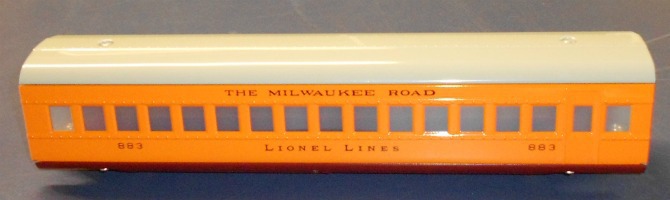 THE MILWAUKEE ROAD
883 LIONEL LINES 883